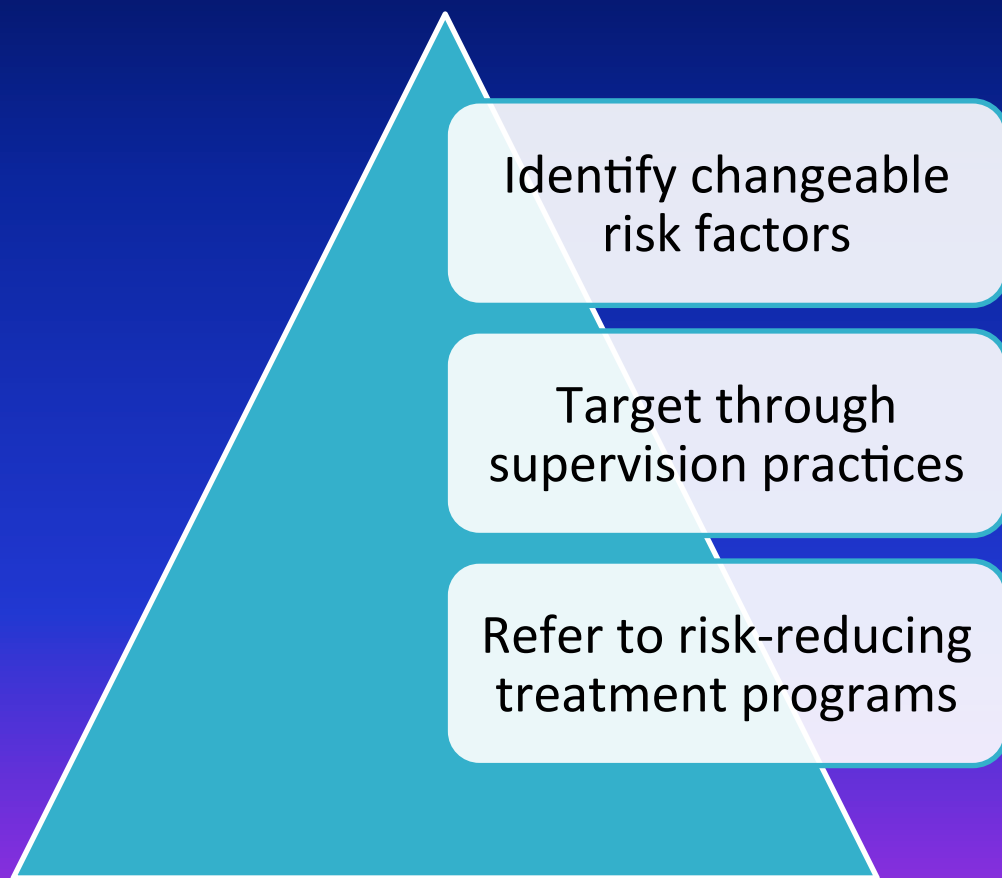 Identify changeable
risk factors
Target through
supervision practices
Refer to risk-reducing
treatment programs